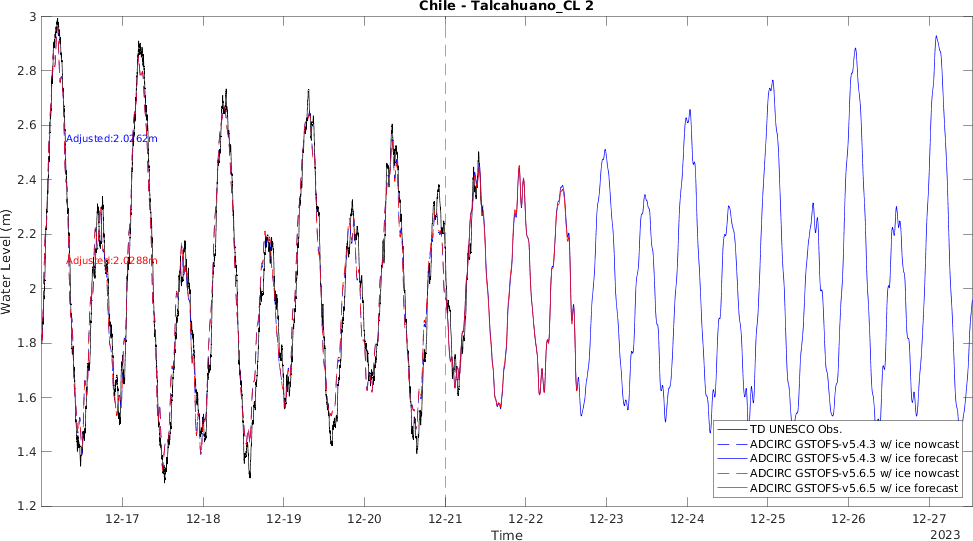 Chile - Talcahuano_CL 2
Water Level (m)
3
2.8
2.6
2.4
2.2
2
1.8
1.6
1.4
1.2
Adjusted:2.0262m
Adjusted:2.0288m
TD UNESCO Obs.
ADCIRC GSTOFS-v5.4.3 w/ ice nowcast
ADCIRC GSTOFS-v5.4.3 w/ ice forecast
ADCIRC GSTOFS-v5.6.5 w/ ice nowcast
ADCIRC GSTOFS-v5.6.5 w/ ice forecast
12-17 12-18 12-19 12-20 12-21 12-22 12-23 12-24 12-25 12-26 12-27
Time
2023